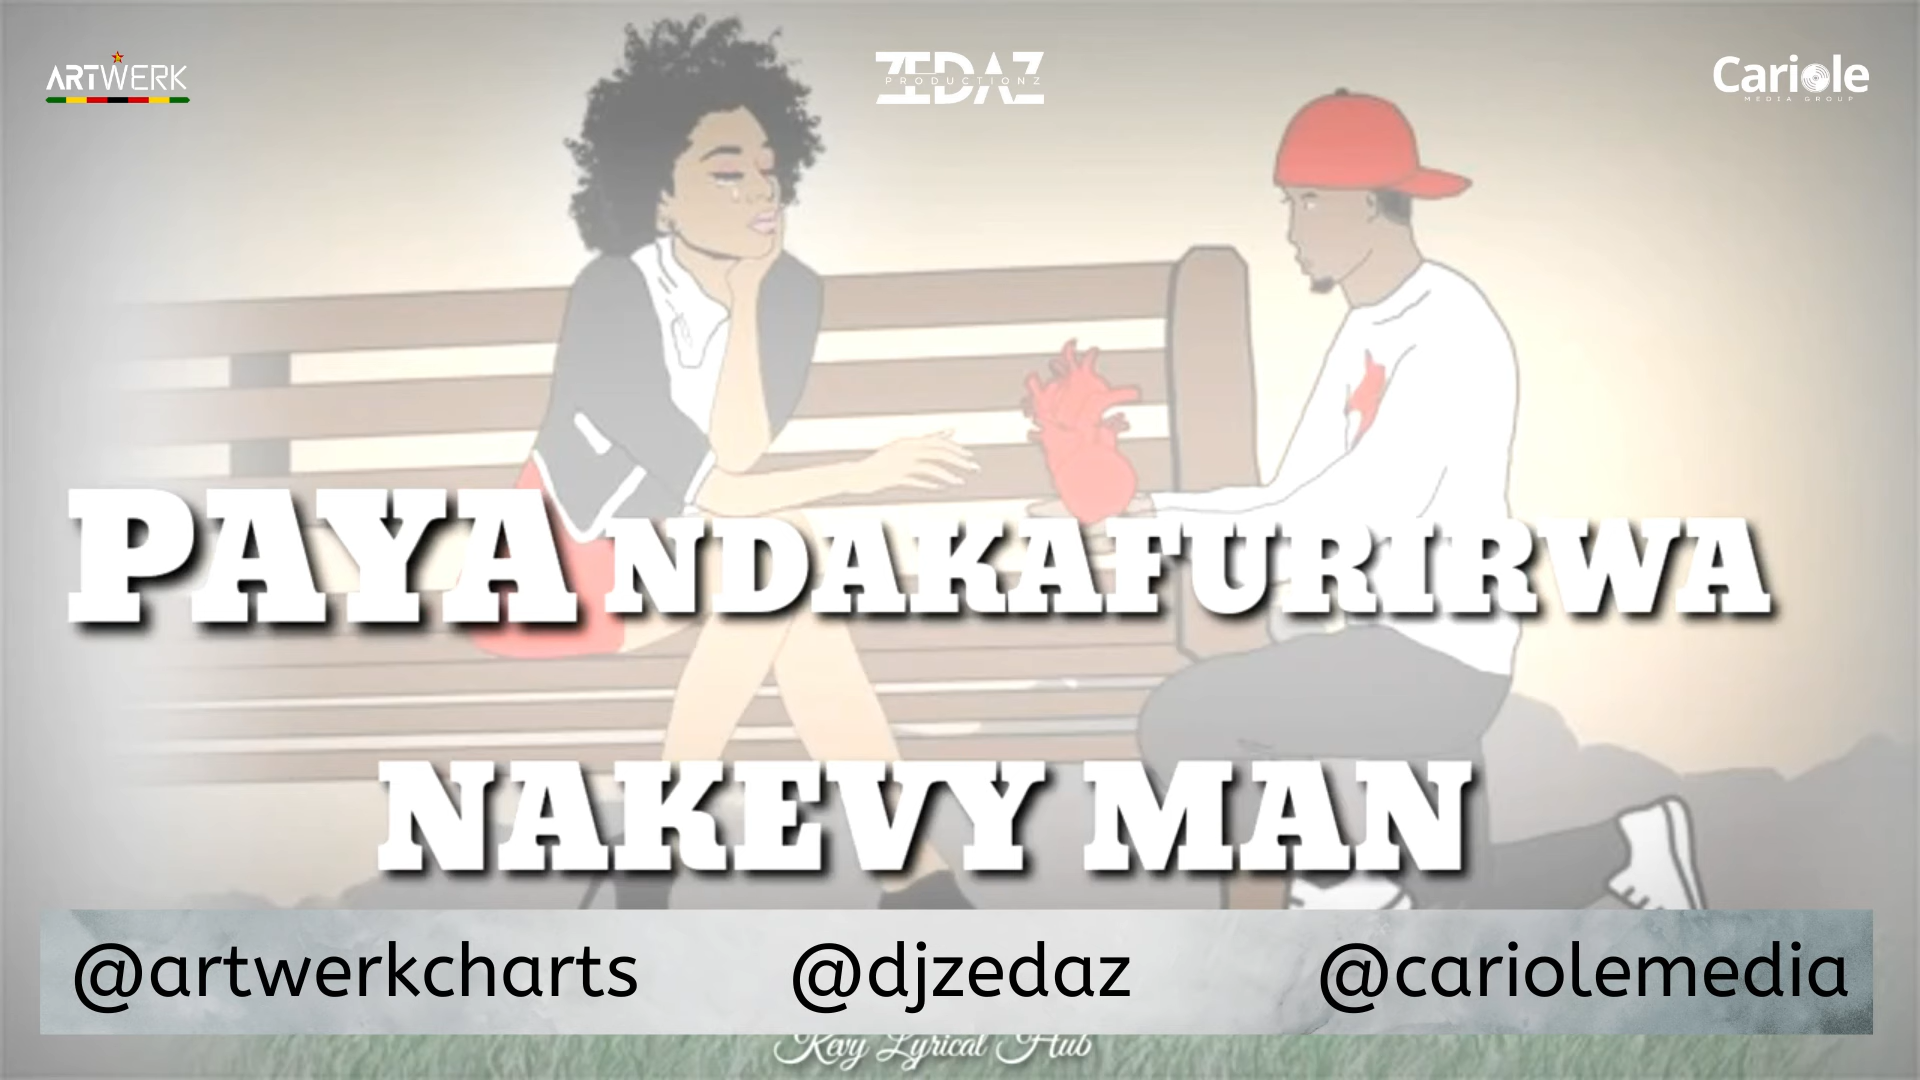 ARTWERK
ZEDAZ
PRODUCTIONZ
Cariole
MEDIA GROUP
PAYA NDAKAFURIRWA
NAKEVY MAN
@artwerkcharts @djzedaz @cariolemedia
Kevy Lyrical Hub